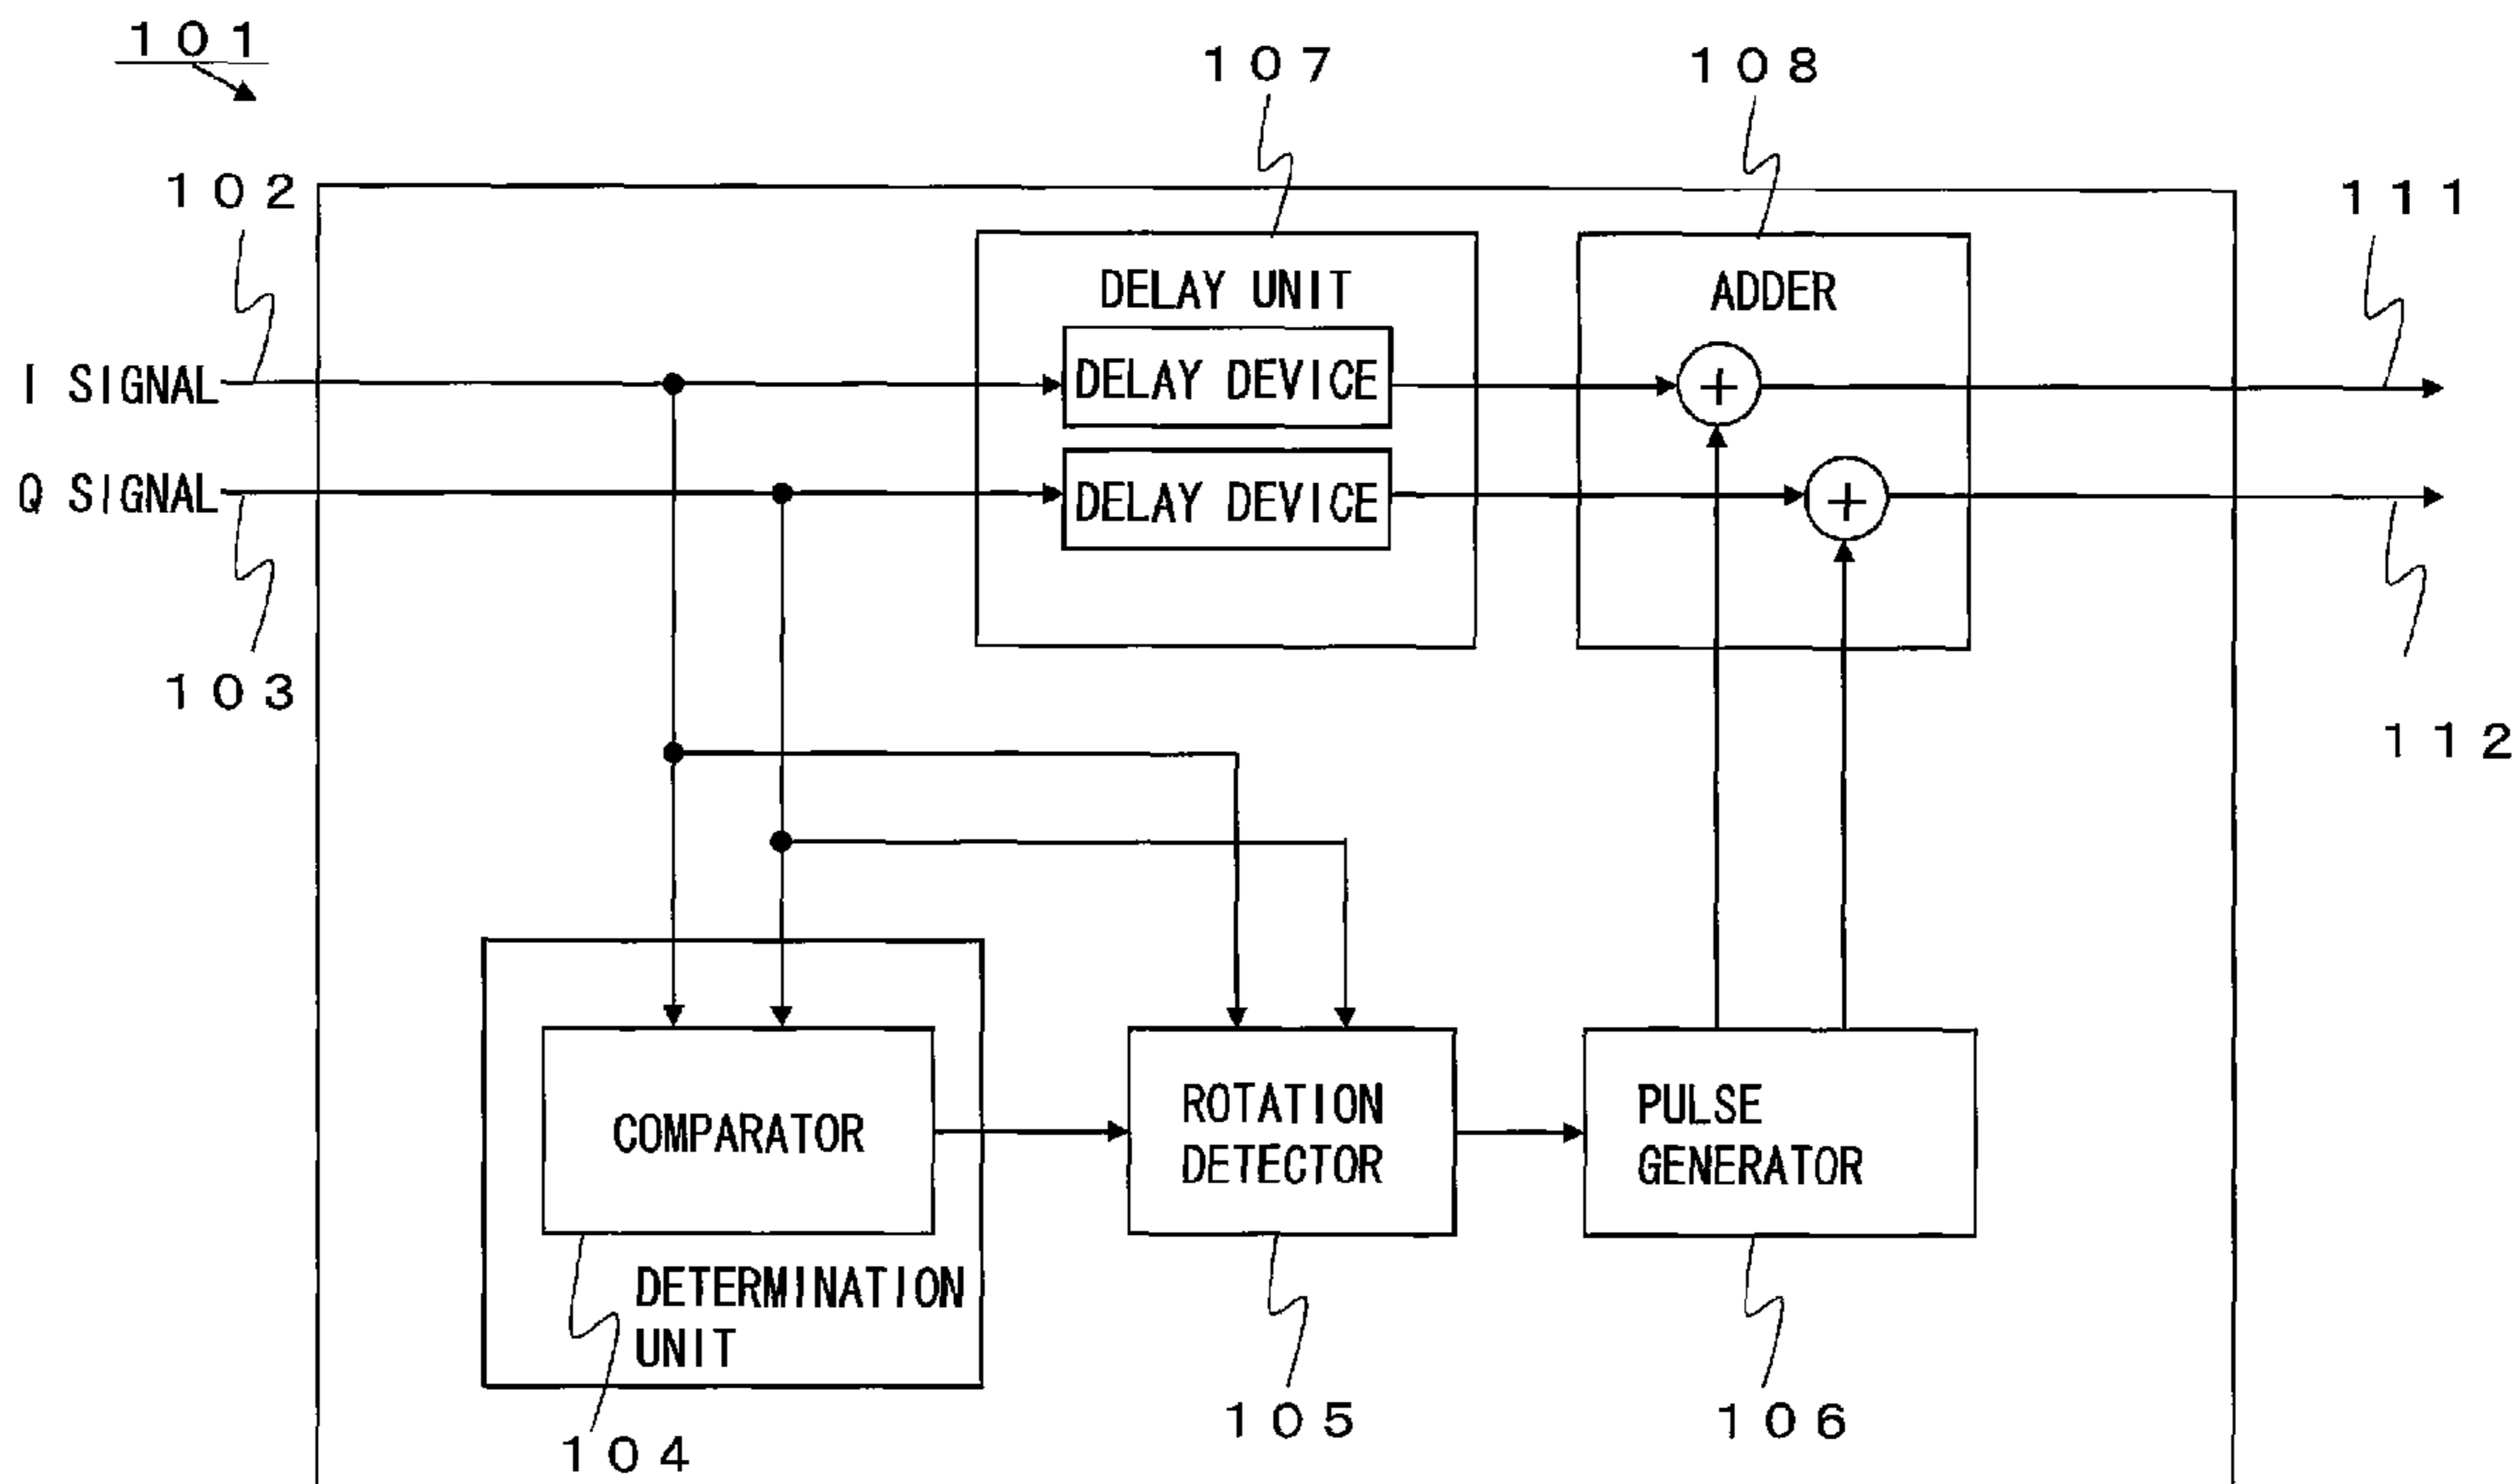 101
107
108
102
111
DELAY UNIT
ADDER
I SIGNAL
DELAY DEVICE
+
Q SIGNAL
DELAY DEVICE
+
103
112
COMPARATOR
ROTATION
DETECTOR
PULSE
GENERATOR
DETERMINATION
UNIT
104
105
106